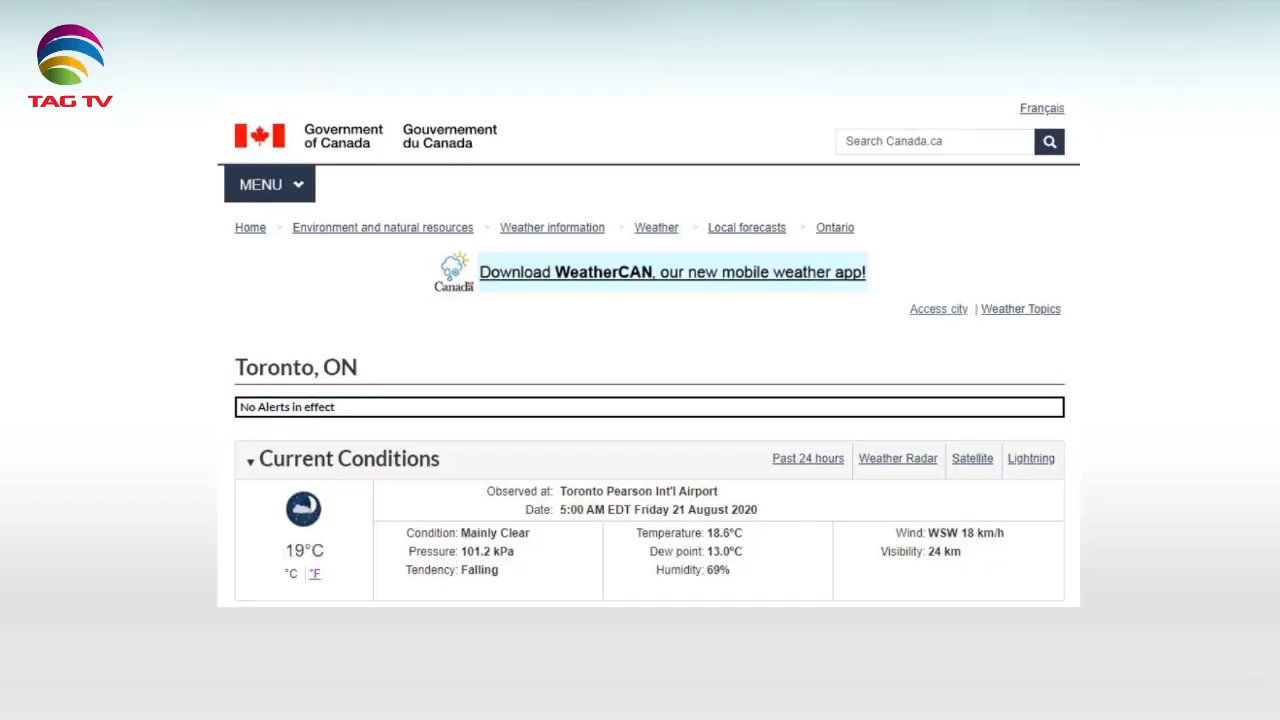 TAG TV
Français
Government of Canada
Gouvernement du Canada
Search Canada.ca
MENU
Home > Environment and natural resources > Weather information > Weather > Local forecasts > Ontario
Canada
Download WeatherCAN, our new mobile weather app!
Access city | Weather Topics
Toronto, ON
No Alerts in effect
Current Conditions
Past 24 hours
Weather Radar
Satellite
Lightning
Observed at: Toronto Pearson Int'l Airport
Date: 5:00 AM EDT Friday 21 August 2020
19°C
°C | °F
Condition: Mainly Clear
Pressure: 101.2 kPa
Tendency: Falling
Temperature: 18.6°C
Dew point: 13.0°C
Humidity: 69%
Wind: WSW 18 km/h
Visibility: 24 km